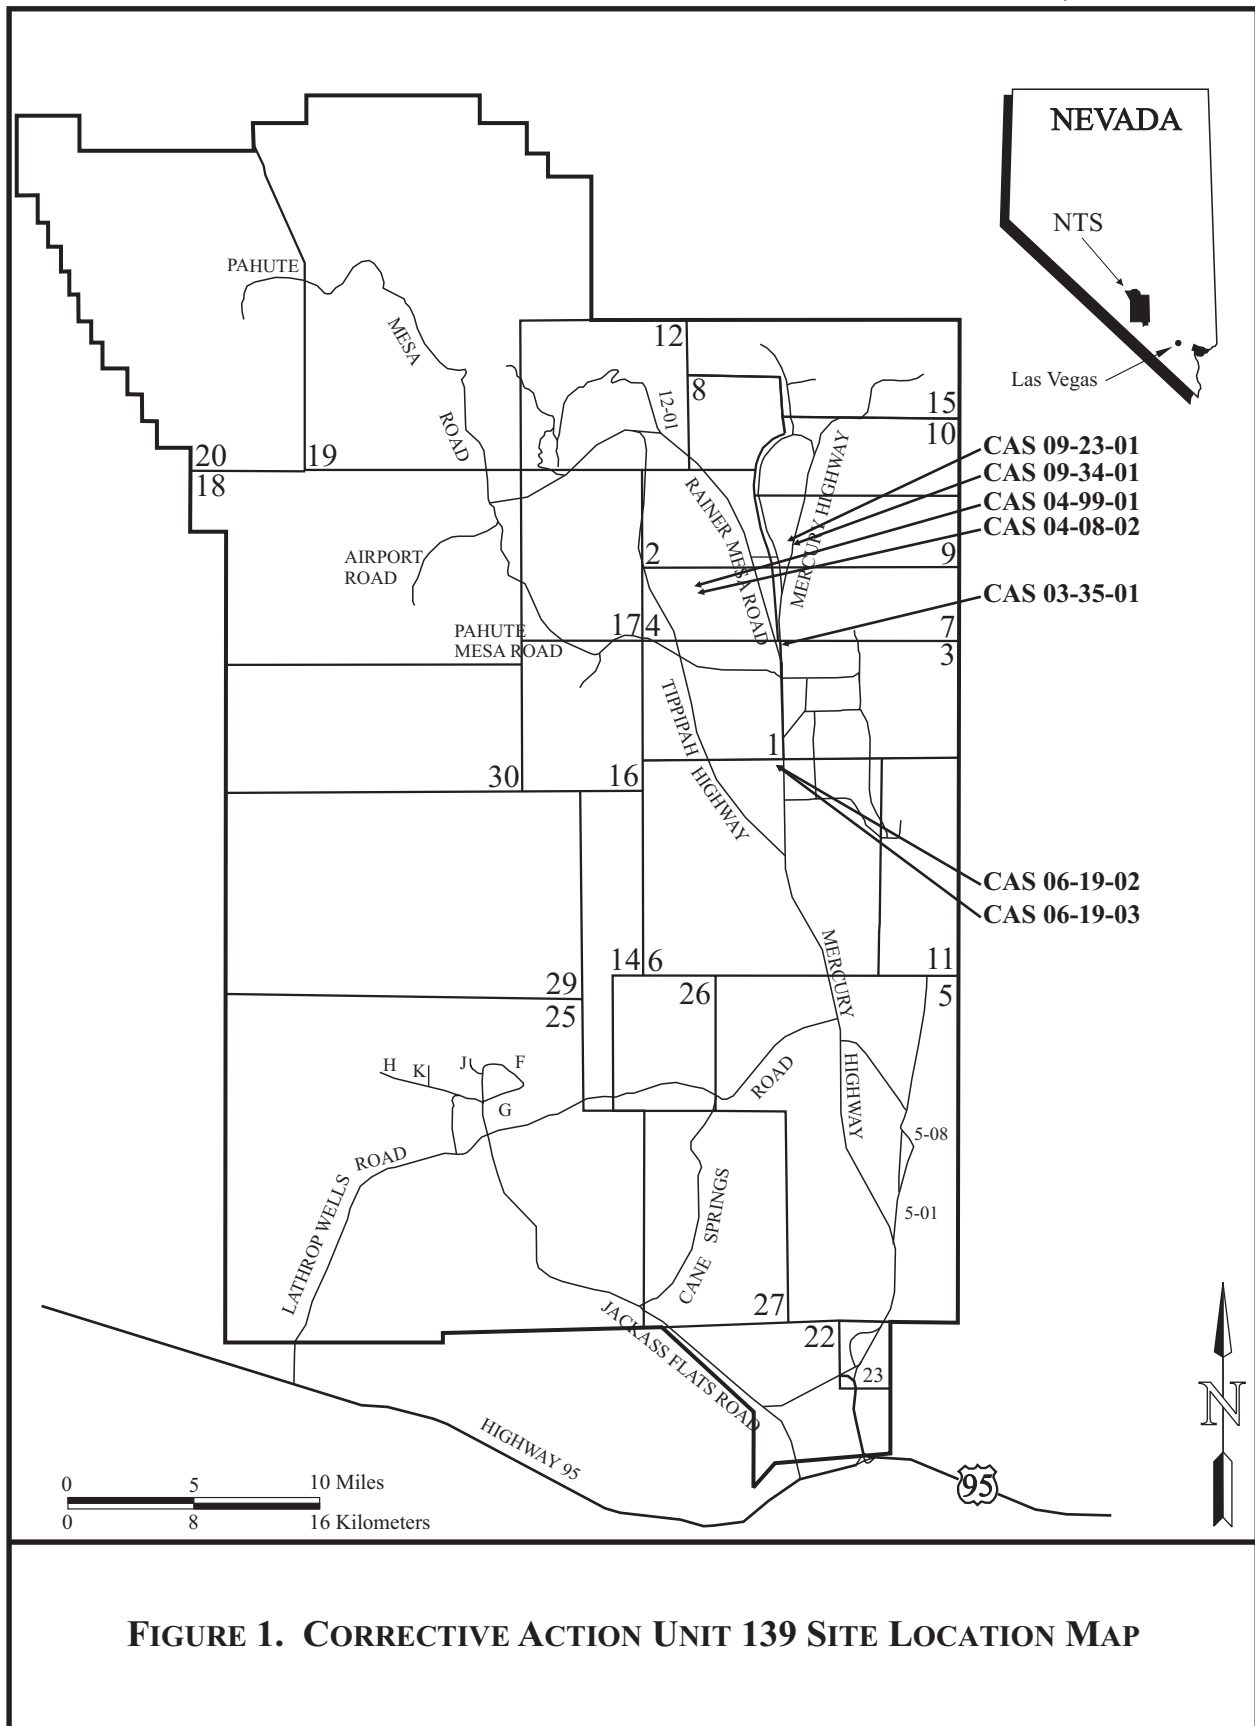 NEVADA
NTS
Las Vegas
PAHUTE
MESA
ROAD
12
8
12-01
15
10
20
19
18
CAS 09-23-01
CAS 09-34-01
CAS 04-99-01
CAS 04-08-02
CAS 03-35-01
RAINER MESA ROAD
MERCURY HIGHWAY
AIRPORT
ROAD
2
9
17
4
7
3
PAHUTE
MESA ROAD
TIPPIPAH HIGHWAY
1
30
16
CAS 06-19-02
CAS 06-19-03
14
6
11
MERCURY
HIGHWAY
29
25
26
5
H
K
J
F
G
ROAD
5-08
5-01
LATHROP WELLS ROAD
CANE SPRINGS
27
22
23
JACKASS FLATS ROAD
HIGHWAY 95
95
N
0 5 10 Miles
0 8 16 Kilometers
FIGURE 1. CORRECTIVE ACTION UNIT 139 SITE LOCATION MAP